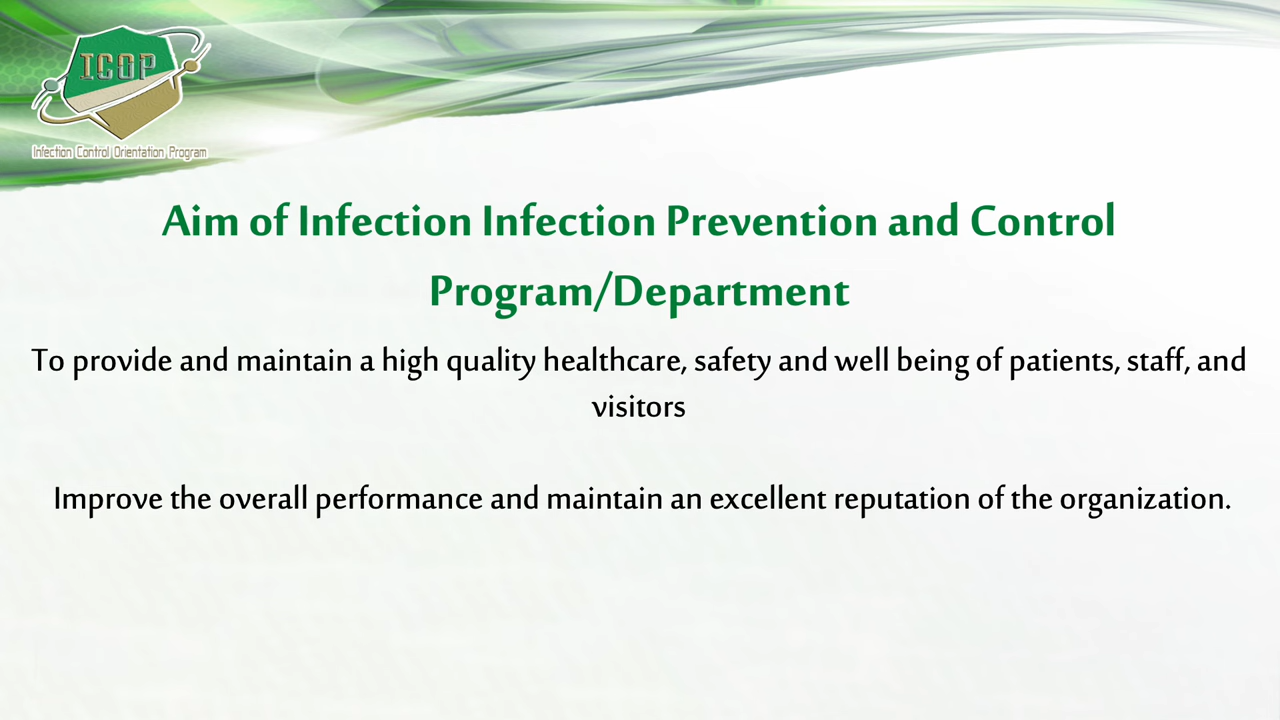 ICOP
Infection Control Orientation Program
Aim of Infection Infection Prevention and Control
Program/Department
To provide and maintain a high quality healthcare, safety and well being of patients, staff, and
visitors
Improve the overall performance and maintain an excellent reputation of the organization.